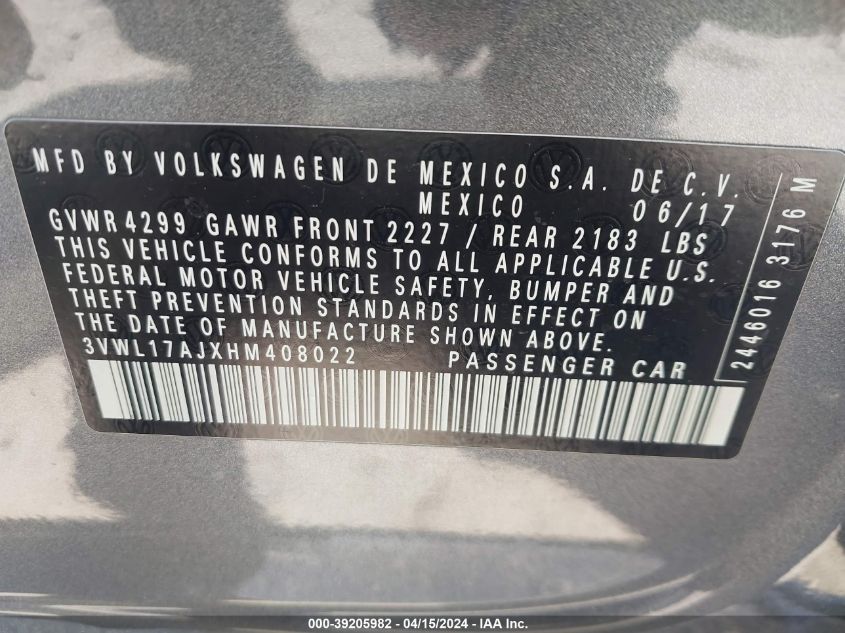 MFD BY VOLKSWAGEN DE MEXICO S.A. DE C.V.
MEXICO 06/17
GVWR 4299 GAWR FRONT 2227 / REAR 2183 LBS
THIS VEHICLE CONFORMS TO ALL APPLICABLE U.S.
FEDERAL MOTOR VEHICLE SAFETY, BUMPER AND
THEFT PREVENTION STANDARDS IN EFFECT ON
THE DATE OF MANUFACTURE SHOWN ABOVE.
3VWL17AJXHM408022 PASSENGER CAR
2446016 3176 M
000-39205982 - 04/15/2024 - IAA Inc.